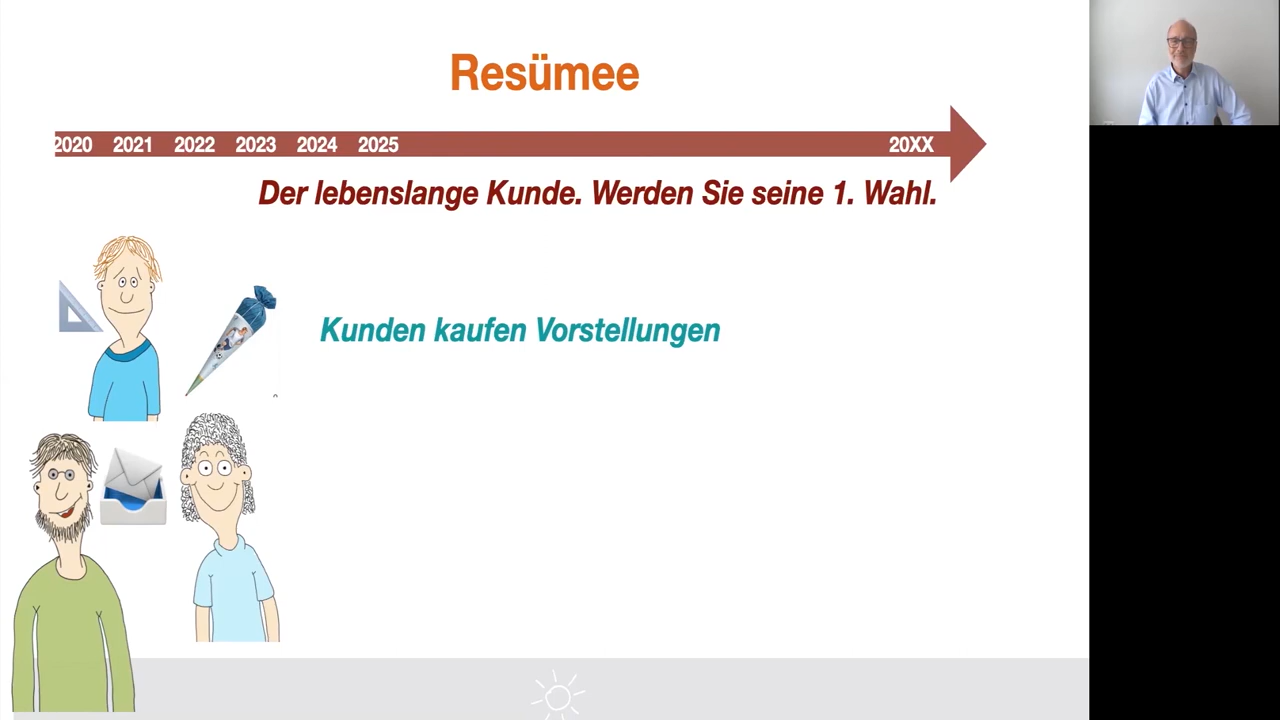 Resümee
2020 2021 2022 2023 2024 2025 20XX
Der lebenslange Kunde. Werden Sie seine 1. Wahl.
Kunden kaufen Vorstellungen